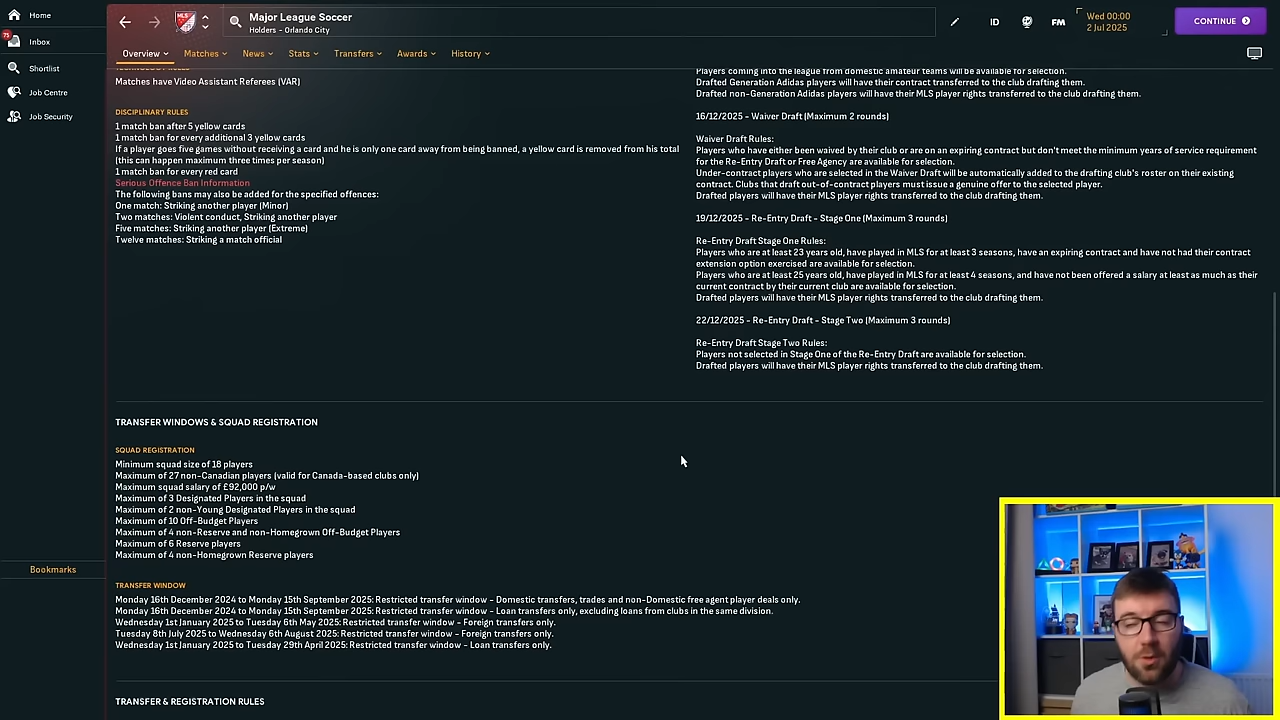 Home
75
Inbox
Shortlist
Job Centre
Job Security
Bookmarks
MLS
Major League Soccer
Holders - Orlando City
ID
FM
Wed 00:00
2 Jul 2025
CONTINUE
Overview
Matches
News
Stats
Transfers
Awards
History
Matches have Video Assistant Referees (VAR)
DISCIPLINARY RULES
1 match ban after 5 yellow cards
1 match ban for every additional 3 yellow cards
If a player goes five games without receiving a card and he is only one card away from being banned, a yellow card is removed from his total
(this can happen maximum three times per season)
1 match ban for every red card
Serious Offence Ban Information
The following bans may also be added for the specified offences:
One match: Striking another player (Minor)
Two matches: Violent conduct, Striking another player
Five matches: Striking another player (Extreme)
Twelve matches: Striking a match official
Players coming into the league from domestic amateur teams will be available for selection.
Drafted Generation Adidas players will have their contract transferred to the club drafting them.
Drafted non-Generation Adidas players will have their MLS player rights transferred to the club drafting them.
16/12/2025 - Waiver Draft (Maximum 2 rounds)
Waiver Draft Rules:
Players who have either been waived by their club or are on an expiring contract but don't meet the minimum years of service requirement
for the Re-Entry Draft or Free Agency are available for selection.
Under-contract players who are selected in the Waiver Draft will be automatically added to the drafting club's roster on their existing
contract. Clubs that draft out-of-contract players must issue a genuine offer to the selected player.
Drafted players will have their MLS player rights transferred to the club drafting them.
19/12/2025 - Re-Entry Draft - Stage One (Maximum 3 rounds)
Re-Entry Draft Stage One Rules:
Players who are at least 23 years old, have played in MLS for at least 3 seasons, have an expiring contract and have not had their contract
extension option exercised are available for selection.
Players who are at least 25 years old, have played in MLS for at least 4 seasons, and have not been offered a salary at least as much as their
current contract by their current club are available for selection.
Drafted players will have their MLS player rights transferred to the club drafting them.
22/12/2025 - Re-Entry Draft - Stage Two (Maximum 3 rounds)
Re-Entry Draft Stage Two Rules:
Players not selected in Stage One of the Re-Entry Draft are available for selection.
Drafted players will have their MLS player rights transferred to the club drafting them.
TRANSFER WINDOWS & SQUAD REGISTRATION
SQUAD REGISTRATION
Minimum squad size of 18 players
Maximum of 27 non-Canadian players (valid for Canada-based clubs only)
Maximum squad salary of £92,000 p/w
Maximum of 3 Designated Players in the squad
Maximum of 2 non-Young Designated Players in the squad
Maximum of 10 Off-Budget Players
Maximum of 4 non-Reserve and non-Homegrown Off-Budget Players
Maximum of 6 Reserve players
Maximum of 4 non-Homegrown Reserve players
TRANSFER WINDOW
Monday 16th December 2024 to Monday 15th September 2025: Restricted transfer window - Domestic transfers, trades and non-Domestic free agent player deals only.
Monday 16th December 2024 to Monday 15th September 2025: Restricted transfer window - Loan transfers only, excluding loans from clubs in the same division.
Wednesday 1st January 2025 to Tuesday 6th May 2025: Restricted transfer window - Foreign transfers only.
Tuesday 8th July 2025 to Wednesday 6th August 2025: Restricted transfer window - Foreign transfers only.
Wednesday 1st January 2025 to Tuesday 29th April 2025: Restricted transfer window - Loan transfers only.
TRANSFER & REGISTRATION RULES